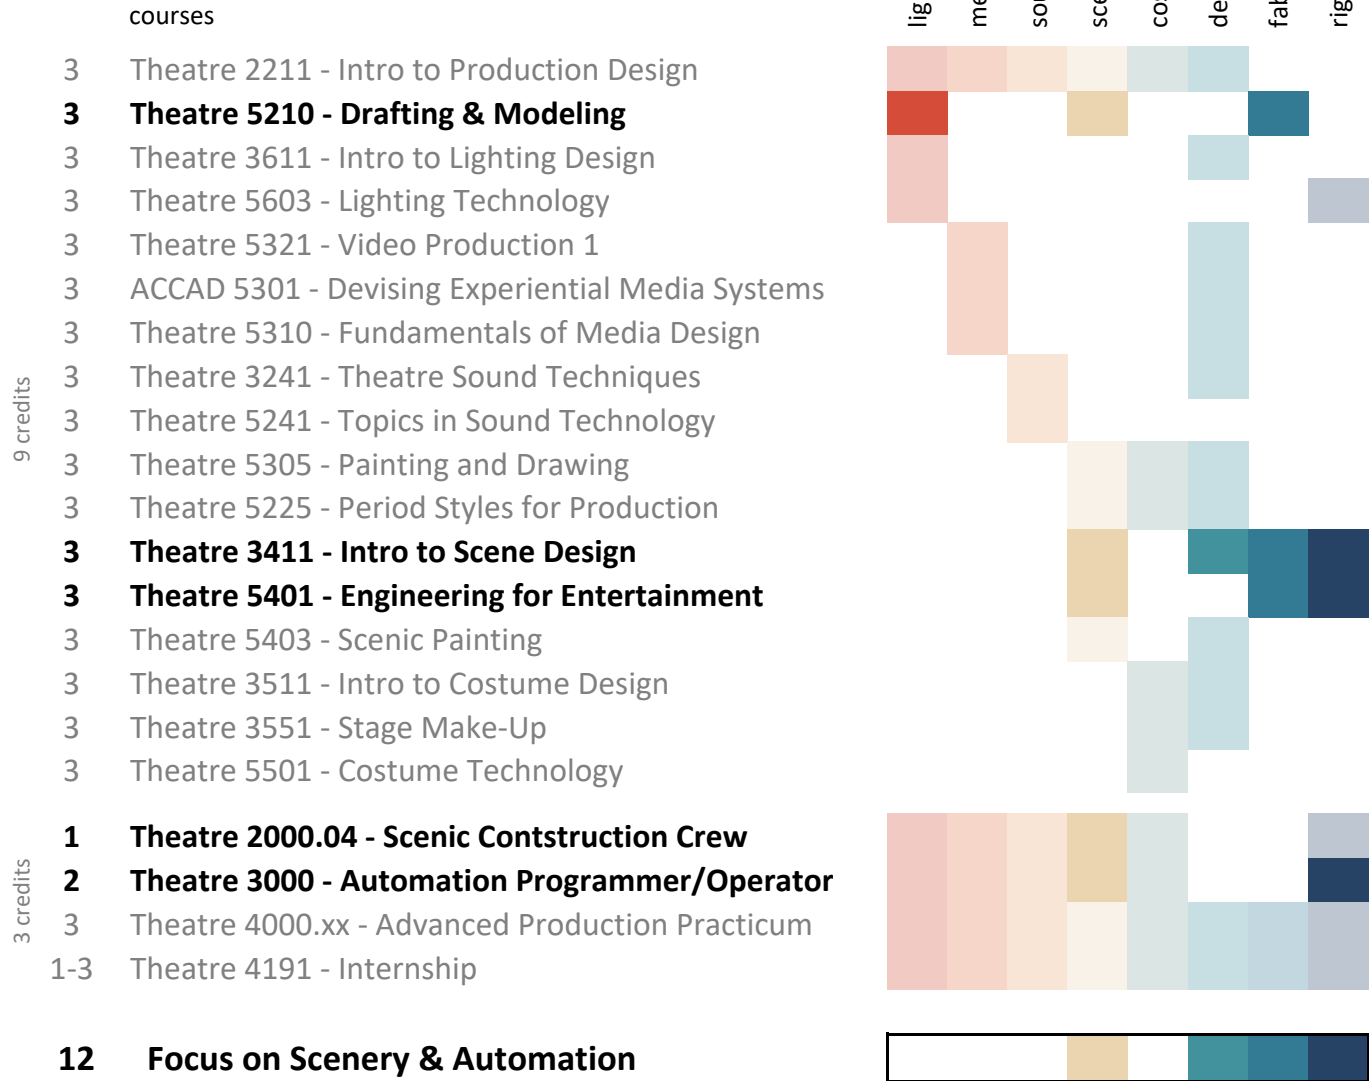 courses
3 Theatre 2211 - Intro to Production Design
3 Theatre 5210 - Drafting & Modeling
3 Theatre 3611 - Intro to Lighting Design
3 Theatre 5603 - Lighting Technology
3 Theatre 5321 - Video Production 1
3 ACCAD 5301 - Devising Experiential Media Systems
3 Theatre 5310 - Fundamentals of Media Design
3 Theatre 3241 - Theatre Sound Techniques
9 credits
3 Theatre 5241 - Topics in Sound Technology
3 Theatre 5305 - Painting and Drawing
3 Theatre 5225 - Period Styles for Production
3 Theatre 3411 - Intro to Scene Design
3 Theatre 5401 - Engineering for Entertainment
3 Theatre 5403 - Scenic Painting
3 Theatre 3511 - Intro to Costume Design
3 Theatre 3551 - Stage Make-Up
3 Theatre 5501 - Costume Technology
1 Theatre 2000.04 - Scenic Contstruction Crew
3 credits
2 Theatre 3000 - Automation Programmer/Operator
3 Theatre 4000.xx - Advanced Production Practicum
1-3 Theatre 4191 - Internship
12 Focus on Scenery & Automation